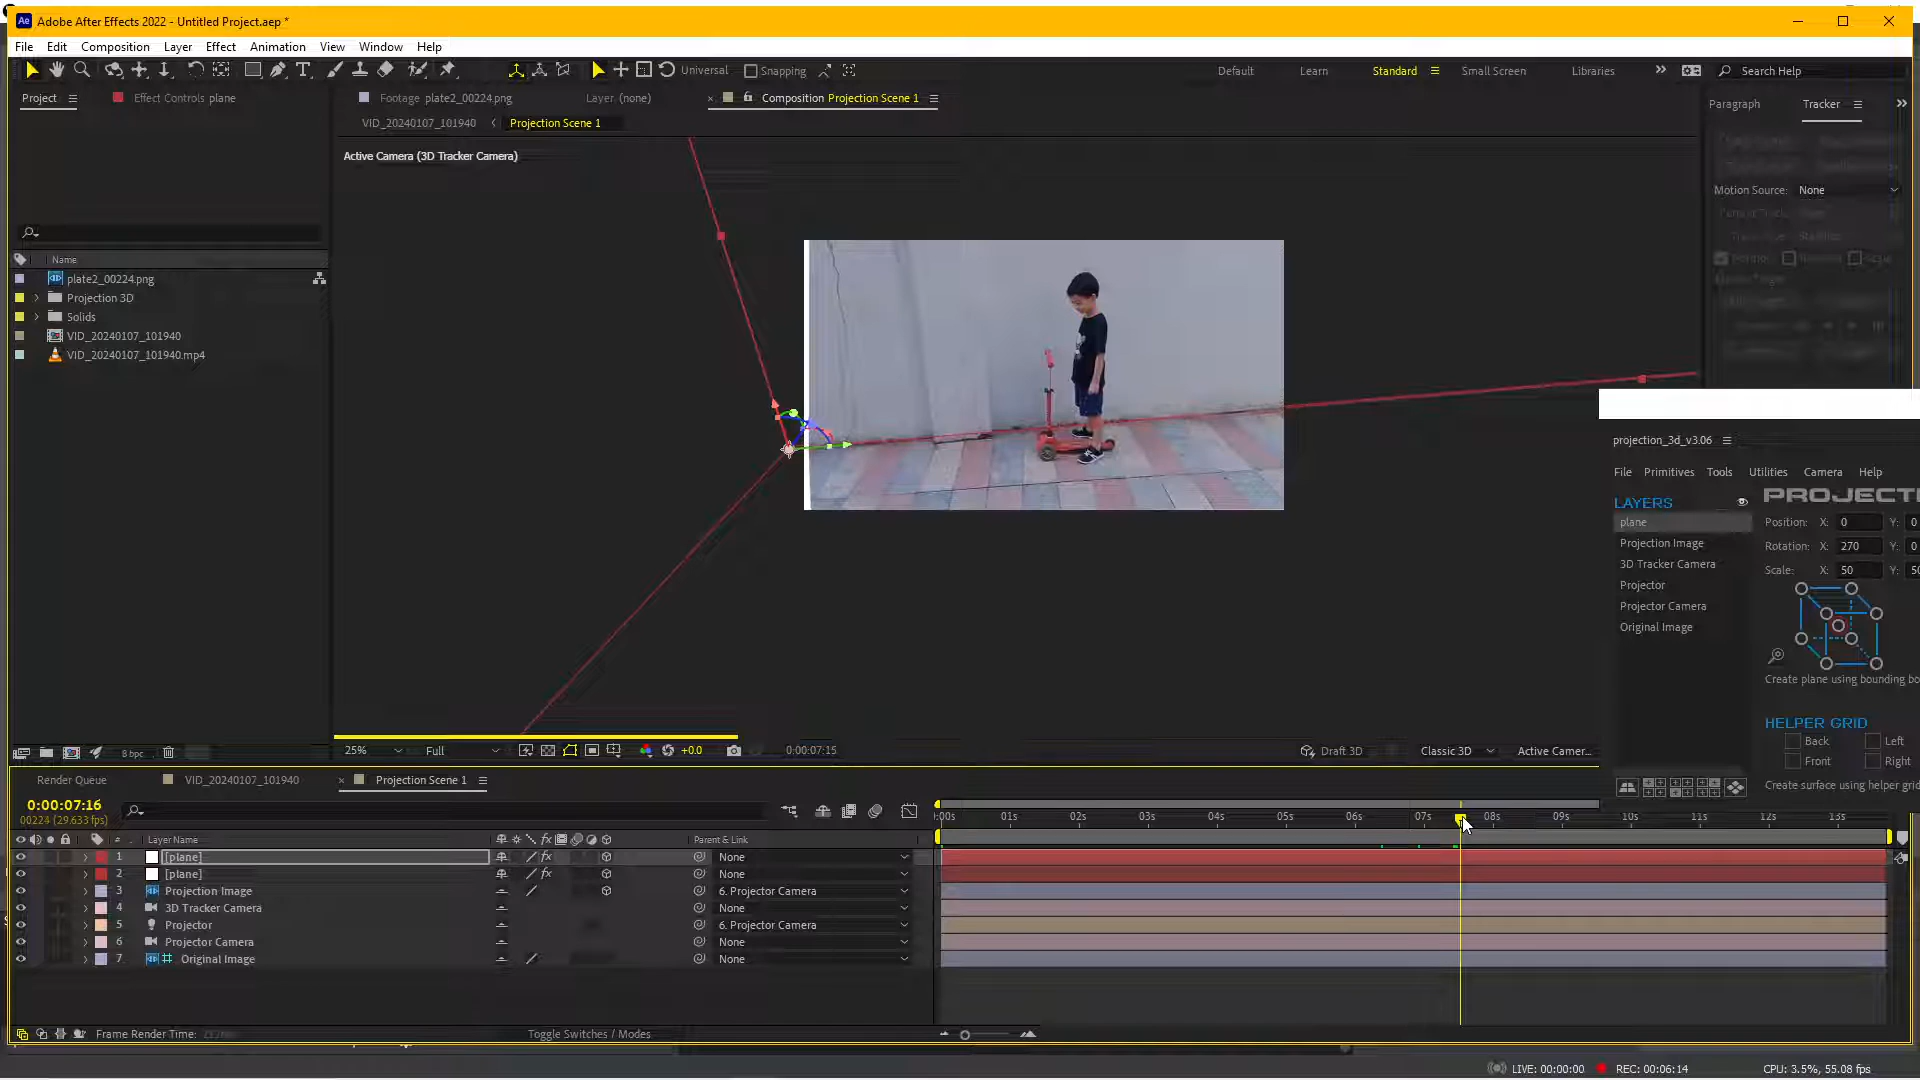 Ae Adobe After Effects 2022 - Untitled Project.aep *
File Edit Composition Layer Effect Animation View Window Help
Universal Snapping Default Learn Standard Small Screen Libraries Search Help
Project Effect Controls plane Footage plate2_00224.png Layer (none) Composition Projection Scene 1 Paragraph Tracker
VID_20240107_101940 Projection Scene 1
Active Camera (3D Tracker Camera)
Motion Source: None
Name
plate2_00224.png
Projection 3D
Solids
VID_20240107_101940
VID_20240107_101940.mp4
projection_3d_v3.06
File Primitives Tools Utilities Camera Help
LAYERS
plane
Projection Image
3D Tracker Camera
Projector
Projector Camera
Original Image
Position: X: 0 Y: 0
Rotation: X: 270 Y: 0
Scale: X: 50 Y:
Create plane using bounding
HELPER GRID
Back Left
Front Right
Create surface using helper grid
8 bpc 25% Full +0.0 0:00:07:15 Draft 3D Classic 3D Active Camer...
Render Queue VID_20240107_101940 Projection Scene 1
0:00:07:16
00224 (29.633 fps)
:00s 01s 02s 03s 04s 05s 06s 07s 08s 09s 10s 11s 12s 13s
# Layer Name Parent & Link
1 [plane] None
2 [plane] None
3 Projection Image 6. Projector Camera
4 3D Tracker Camera None
5 Projector 6. Projector Camera
6 Projector Camera None
7 Original Image None
Frame Render Time: Toggle Switches / Modes
LIVE: 00:00:00 REC: 00:06:14 CPU: 3.5%, 55.08 fps